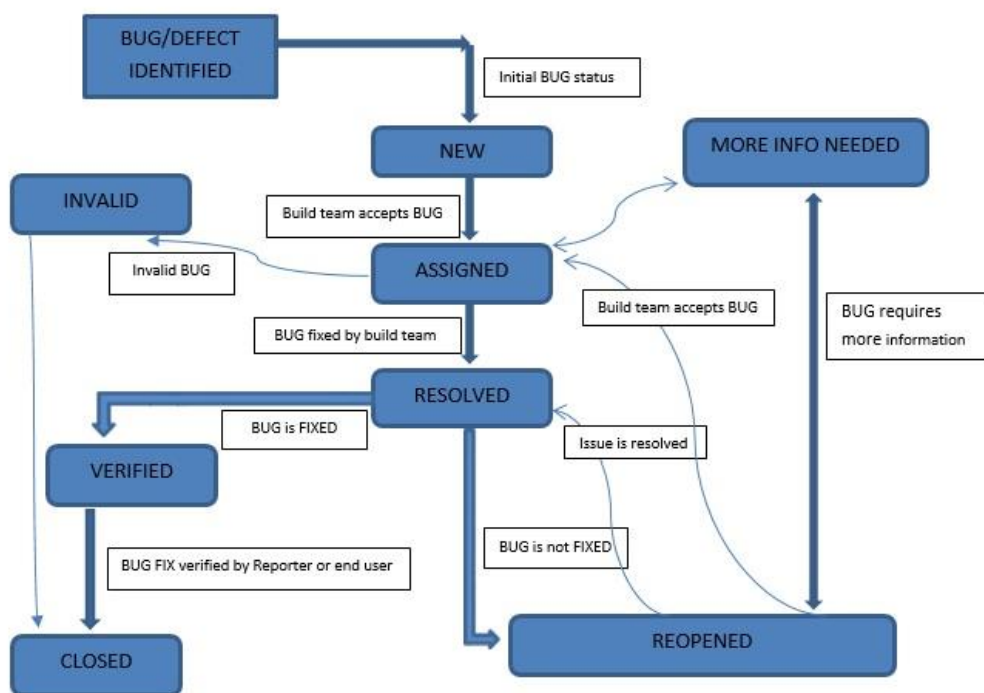 BUG/DEFECT
IDENTIFIED
Initial BUG status
NEW
MORE INFO NEEDED
INVALID
Build team accepts BUG
Invalid BUG
ASSIGNED
Build team accepts BUG
BUG requires
more information
BUG fixed by build team
RESOLVED
BUG is FIXED
Issue is resolved
VERIFIED
BUG is not FIXED
BUG FIX verified by Reporter or end user
CLOSED
REOPENED